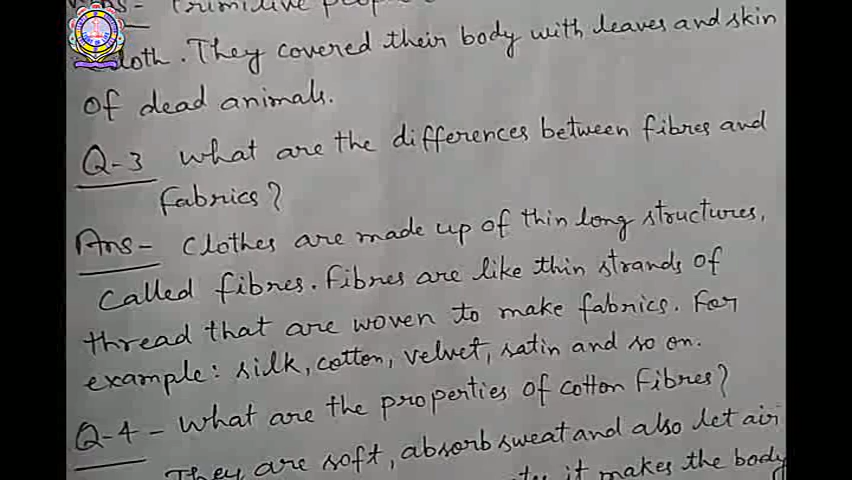 Ans- Primitive people
cloth. They covered their body with leaves and skin
of dead animals.
Q-3 What are the differences between fibres and
fabrics?
Ans- Clothes are made up of thin long structures,
called fibres. Fibres are like thin strands of
thread that are woven to make fabrics. For
example: silk, cotton, velvet, satin and so on.
Q-4 - What are the properties of cotton Fibres?
They are soft, absorb sweat and also let air
it makes the body